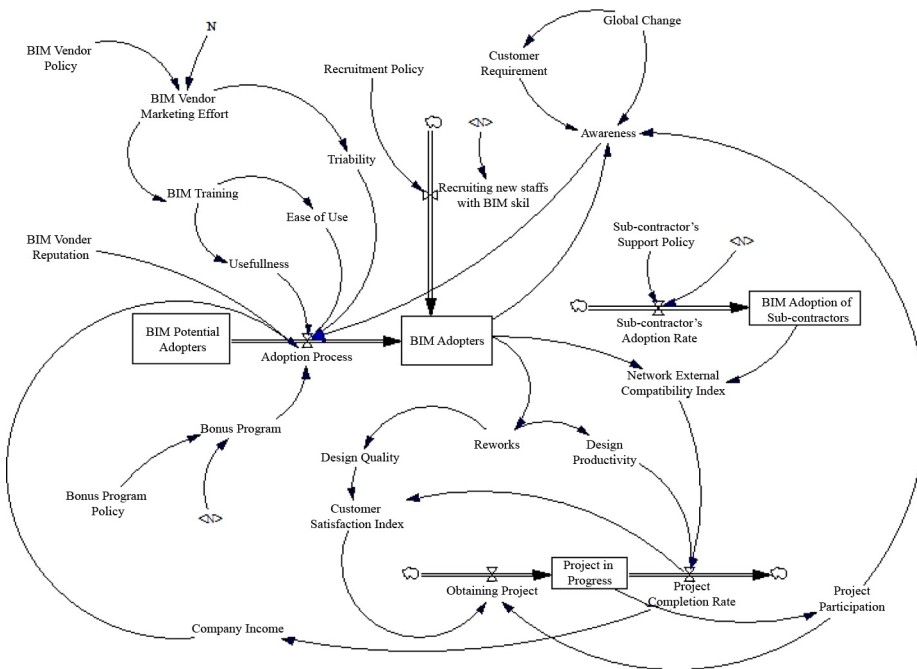 Global Change
N
BIM Vendor
Policy
Customer
Requirement
Recruitment Policy
BIM Vendor
Marketing Effort
<N>
Awareness
Triability
Recruiting new staffs
with BIM skil
BIM Training
Ease of Use
BIM Vonder
Reputation
Sub-contractor's
Support Policy
<N>
Usefullness
BIM Potential
Adopters
Adoption Process
BIM Adopters
Sub-contractor's
Adoption Rate
BIM Adoption of
Sub-contractors
Network External
Compatibility Index
Bonus Program
Design Quality
Reworks
Design
Productivity
Bonus Program
Policy
<N>
Customer
Satisfaction Index
Project in
Progress
Obtaining Project
Project
Completion Rate
Project
Participation
Company Income